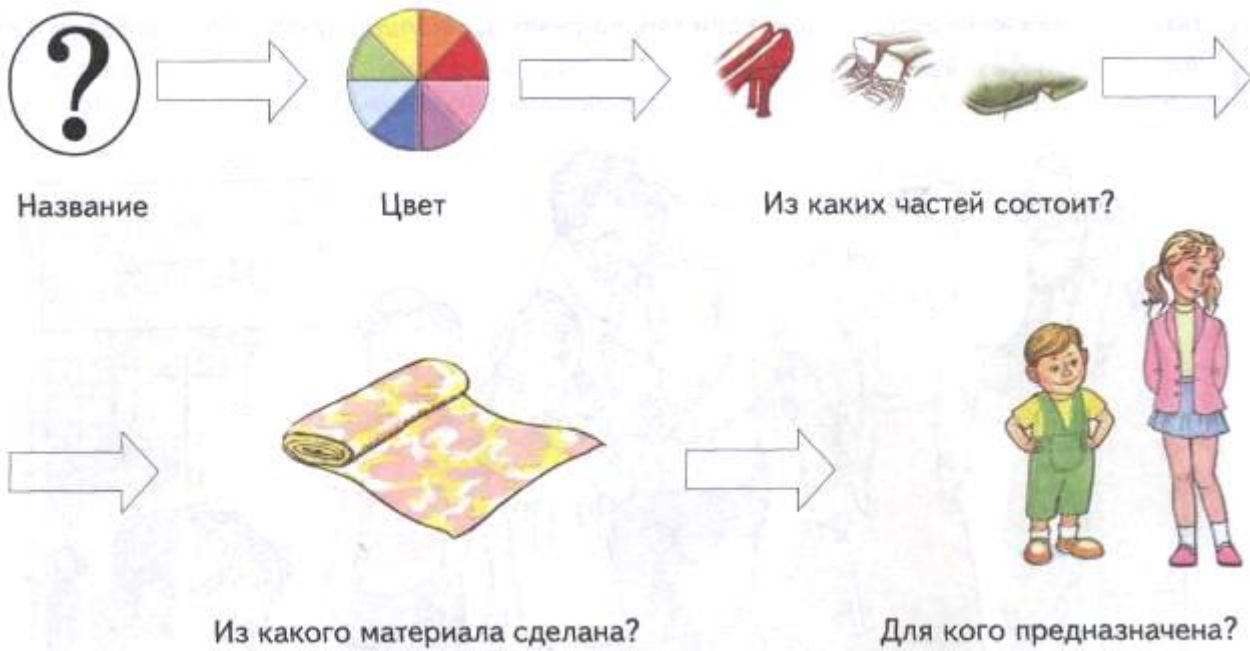 ?
Название
Цвет
Из каких частей состоит?
Из какого материала сделана?
Для кого предназначена?